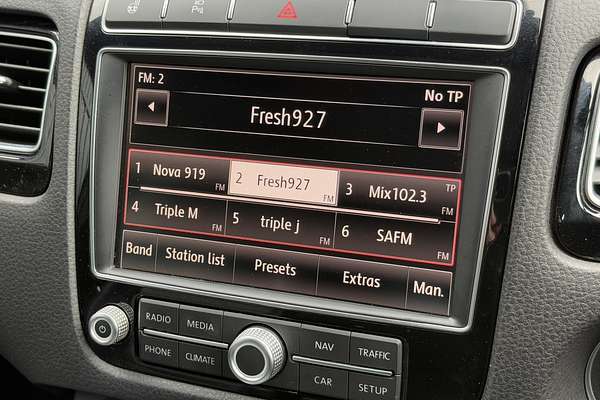 FM: 2
No TP
Fresh927
1 Nova 919 FM
2 Fresh927 FM
3 Mix102.3 TP FM
4 Triple M FM
5 triple j FM
6 SAFM FM
Band Station list Presets Extras Man.
RADIO MEDIA NAV TRAFFIC
PHONE CLIMATE CAR SETUP